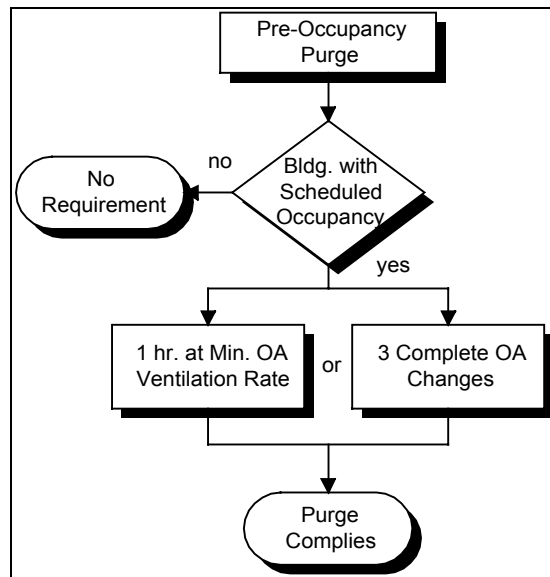 Pre-Occupancy
Purge
no
Bldg. with
Scheduled
Occupancy
No
Requirement
yes
1 hr. at Min. OA
Ventilation Rate
or
3 Complete OA
Changes
Purge
Complies